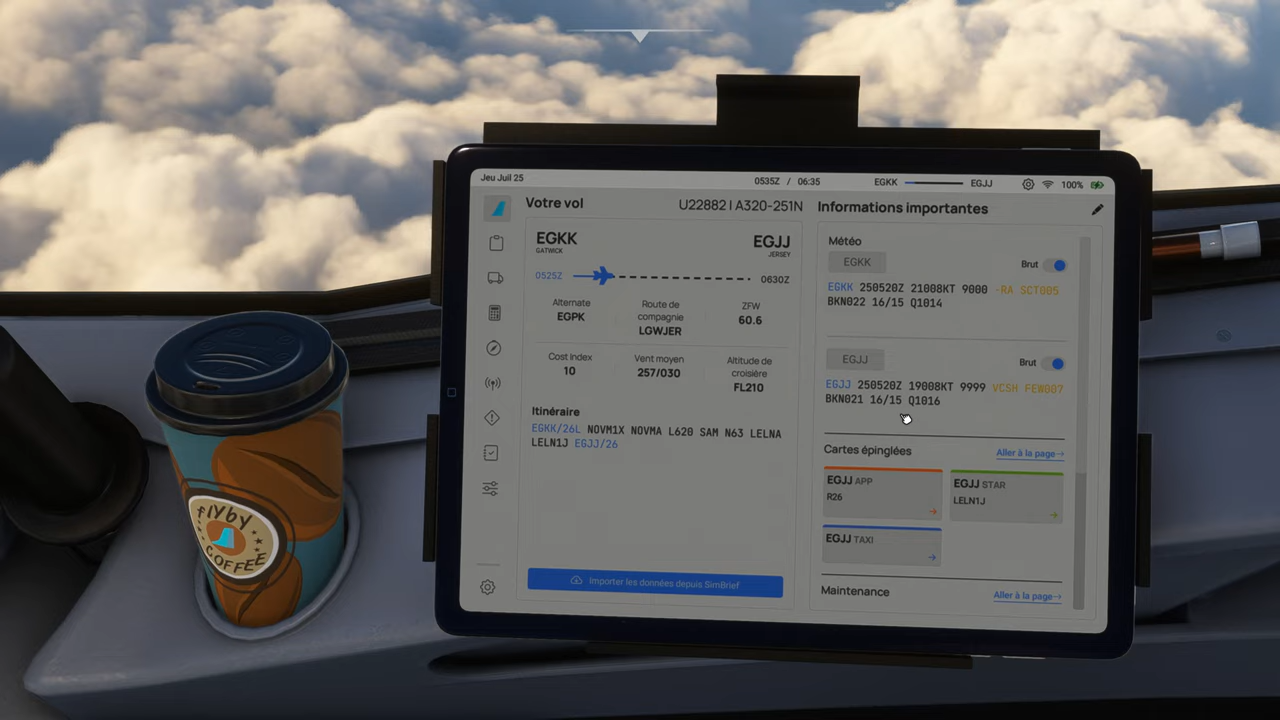 Jeu Juil 25
0535Z / 06:35
EGKK
EGJJ
100%
Votre vol
U22882 | A320-251N
EGKK
GATWICK
EGJJ
JERSEY
0525Z
0630Z
Alternate
EGPK
Route de
compagnie
LGWJER
ZFW
60.6
Cost Index
10
Vent moyen
257/030
Altitude de
croisière
FL210
Itinéraire
EGKK/26L NOVM1X NOVMA L620 SAM N63 LELNA
LELN1J EGJJ/26
Importer les données depuis SimBrief
Informations importantes
Météo
EGKK
Brut
EGKK 250520Z 21008KT 9000 -RA SCT005
BKN022 16/15 Q1014
EGJJ
Brut
EGJJ 250520Z 19008KT 9999 VCSH FEW007
BKN021 16/15 Q1016
Cartes épinglées
Aller à la page
EGJJ APP
R26
EGJJ STAR
LELN1J
EGJJ TAXI
Maintenance
Aller à la page
flyby
COFFEE